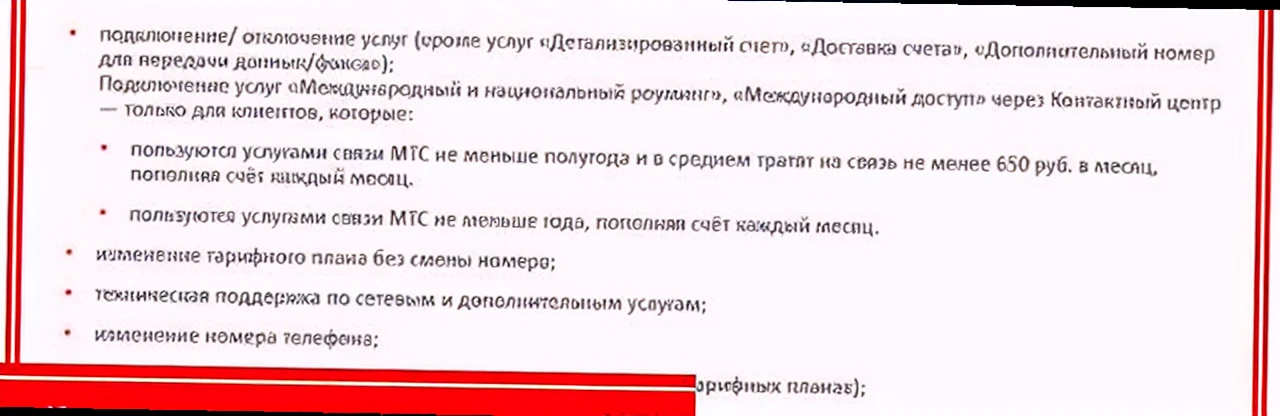 • подключение/ отключение услуг (кроме услуг «Детализированный счет», «Доставка счета», «Дополнительный номер
для передачи данных/факса»);
Подключение услуг «Международный и национальный роуминг», «Международный доступ» через Контактный центр
— только для клиентов, которые:
• пользуются услугами связи МТС не меньше полугода и в среднем тратят на связь не менее 650 руб. в месяц,
пополняя счёт каждый месяц.
• пользуются услугами связи МТС не меньше года, пополняя счёт каждый месяц.
• изменение тарифного плана без смены номера;
• техническая поддержка по сетевым и дополнительным услугам;
• изменение номера телефона;
планах);